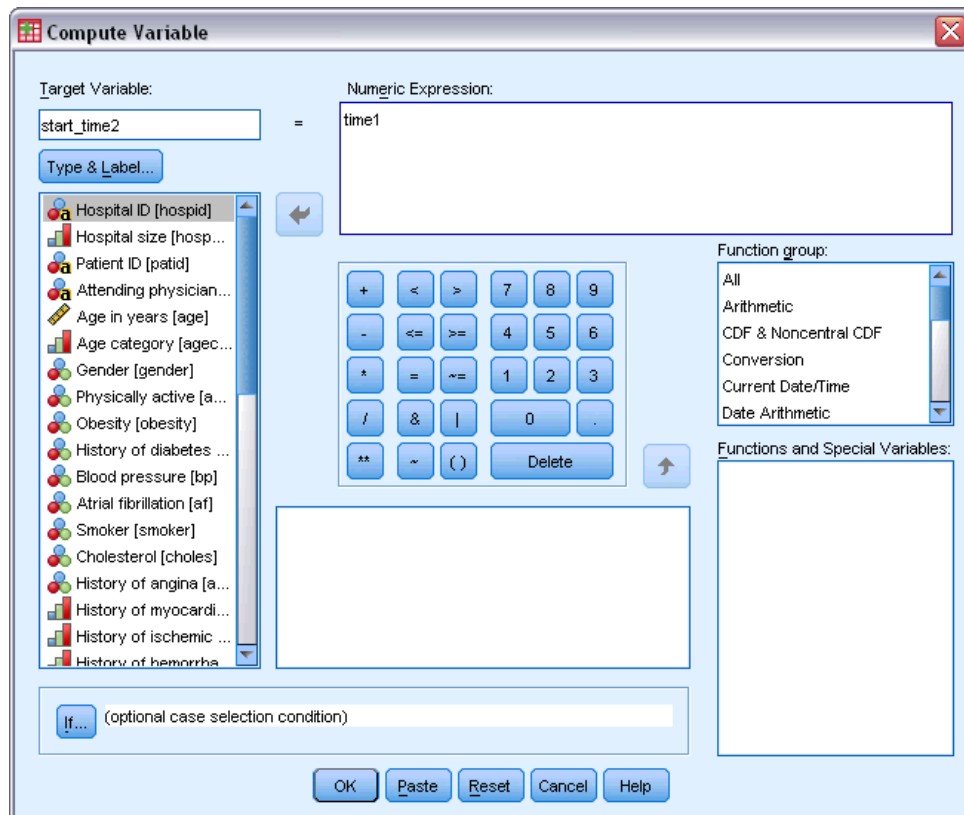 Compute Variable
Target Variable:
start_time2
=
Numeric Expression:
time1
Type & Label...
Hospital ID [hospid]
Hospital size [hosp...
Patient ID [patid]
Attending physician...
Age in years [age]
Age category [agec...
Gender [gender]
Physically active [a...
Obesity [obesity]
History of diabetes ...
Blood pressure [bp]
Atrial fibrillation [af]
Smoker [smoker]
Cholesterol [choles]
History of angina [a...
History of myocardi...
History of ischemic ...
History of hemorrha
+ < > 7 8 9
- <= >= 4 5 6
* = ~= 1 2 3
/ & | 0 .
** ~ ( ) Delete
Function group:
All
Arithmetic
CDF & Noncentral CDF
Conversion
Current Date/Time
Date Arithmetic
Functions and Special Variables:
If... (optional case selection condition)
OK Paste Reset Cancel Help